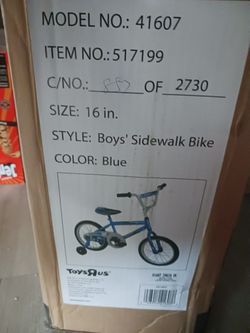 MODEL NO.: 41607
ITEM NO.: 517199
C/NO.: OF 2730
SIZE: 16 in.
STYLE: Boys' Sidewalk Bike
COLOR: Blue
TOYSRUS